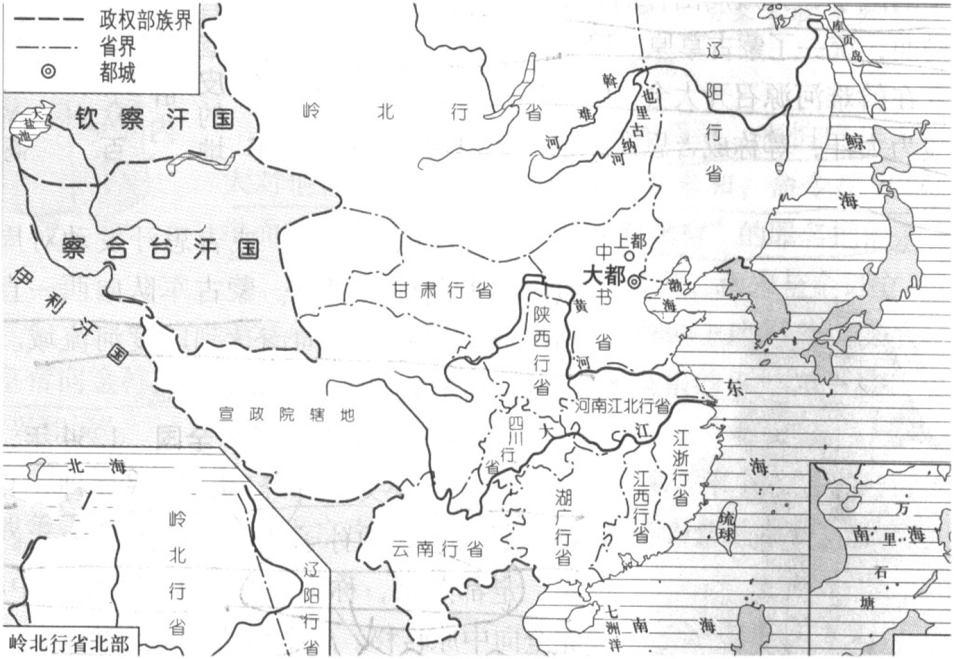 政权部族界
省界
都城
大盐池
钦察汗国
察合台汗国
伊利汗国
岭北行省
斡难河
也里古纳河
辽阳行省
库页岛
鲸海
甘肃行省
上都
大都
中书省
渤海
黄河
陕西行省
宣政院辖地
四川行省
河南江北行省
大江
东海
江浙行省
江西行省
湖广行省
云南行省
琉球
七洲洋
南海
北海
岭北行省
辽阳行省
岭北行省北部
南海
万里石塘